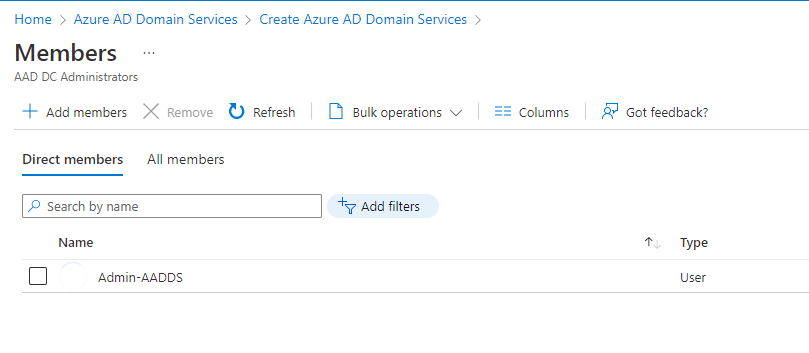 Home > Azure AD Domain Services > Create Azure AD Domain Services >
Members ...
AAD DC Administrators
Add members Remove Refresh Bulk operations Columns Got feedback?
Direct members All members
Search by name Add filters
Name Type
Admin-AADDS User